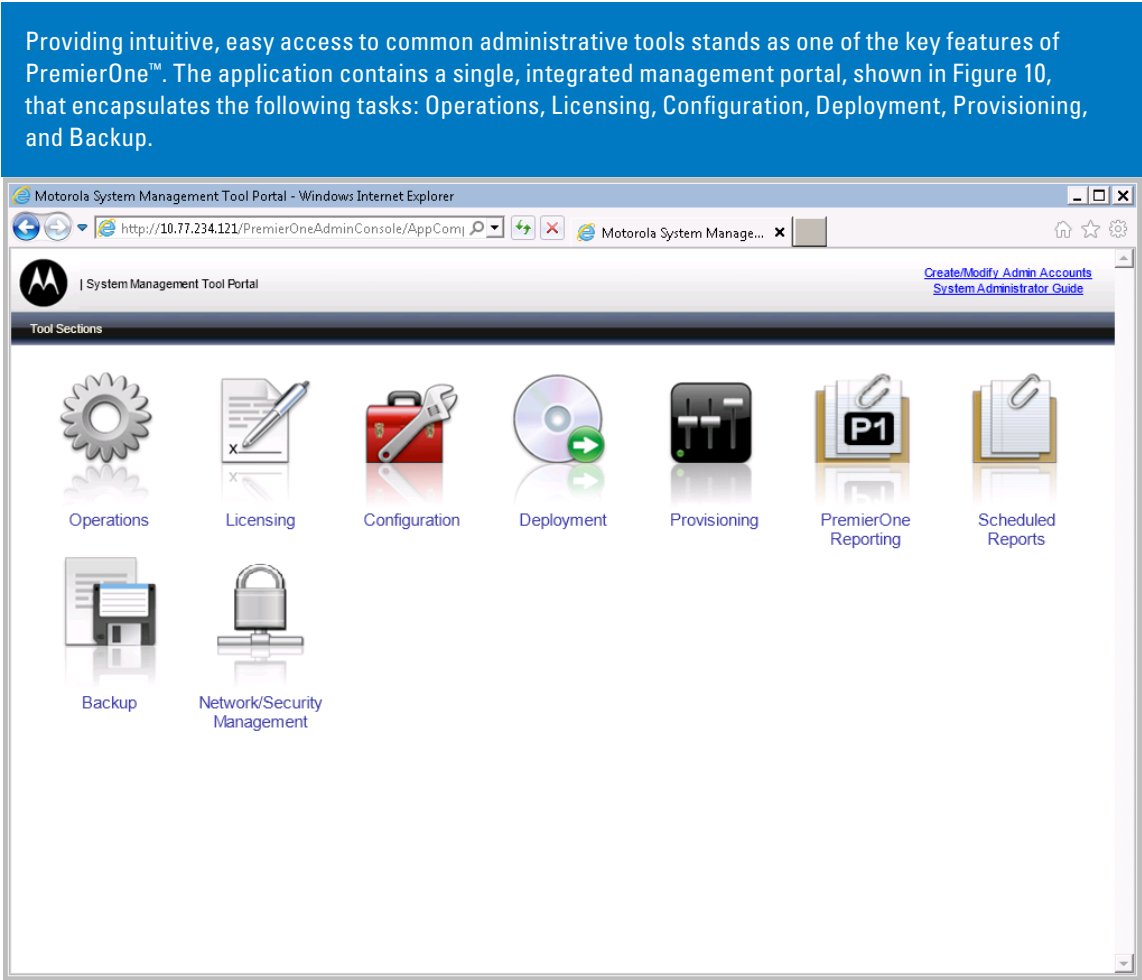 Providing intuitive, easy access to common administrative tools stands as one of the key features of
PremierOne™. The application contains a single, integrated management portal, shown in Figure 10,
that encapsulates the following tasks: Operations, Licensing, Configuration, Deployment, Provisioning,
and Backup.
Motorola System Management Tool Portal - Windows Internet Explorer
http://10.77.234.121/PremierOneAdminConsole/AppCom
Motorola System Manage...
| System Management Tool Portal
Create/Modify Admin Accounts
System Administrator Guide
Tool Sections
X
P1
Operations
Licensing
Configuration
Deployment
Provisioning
PremierOne
Reporting
Scheduled
Reports
Backup
Network/Security
Management